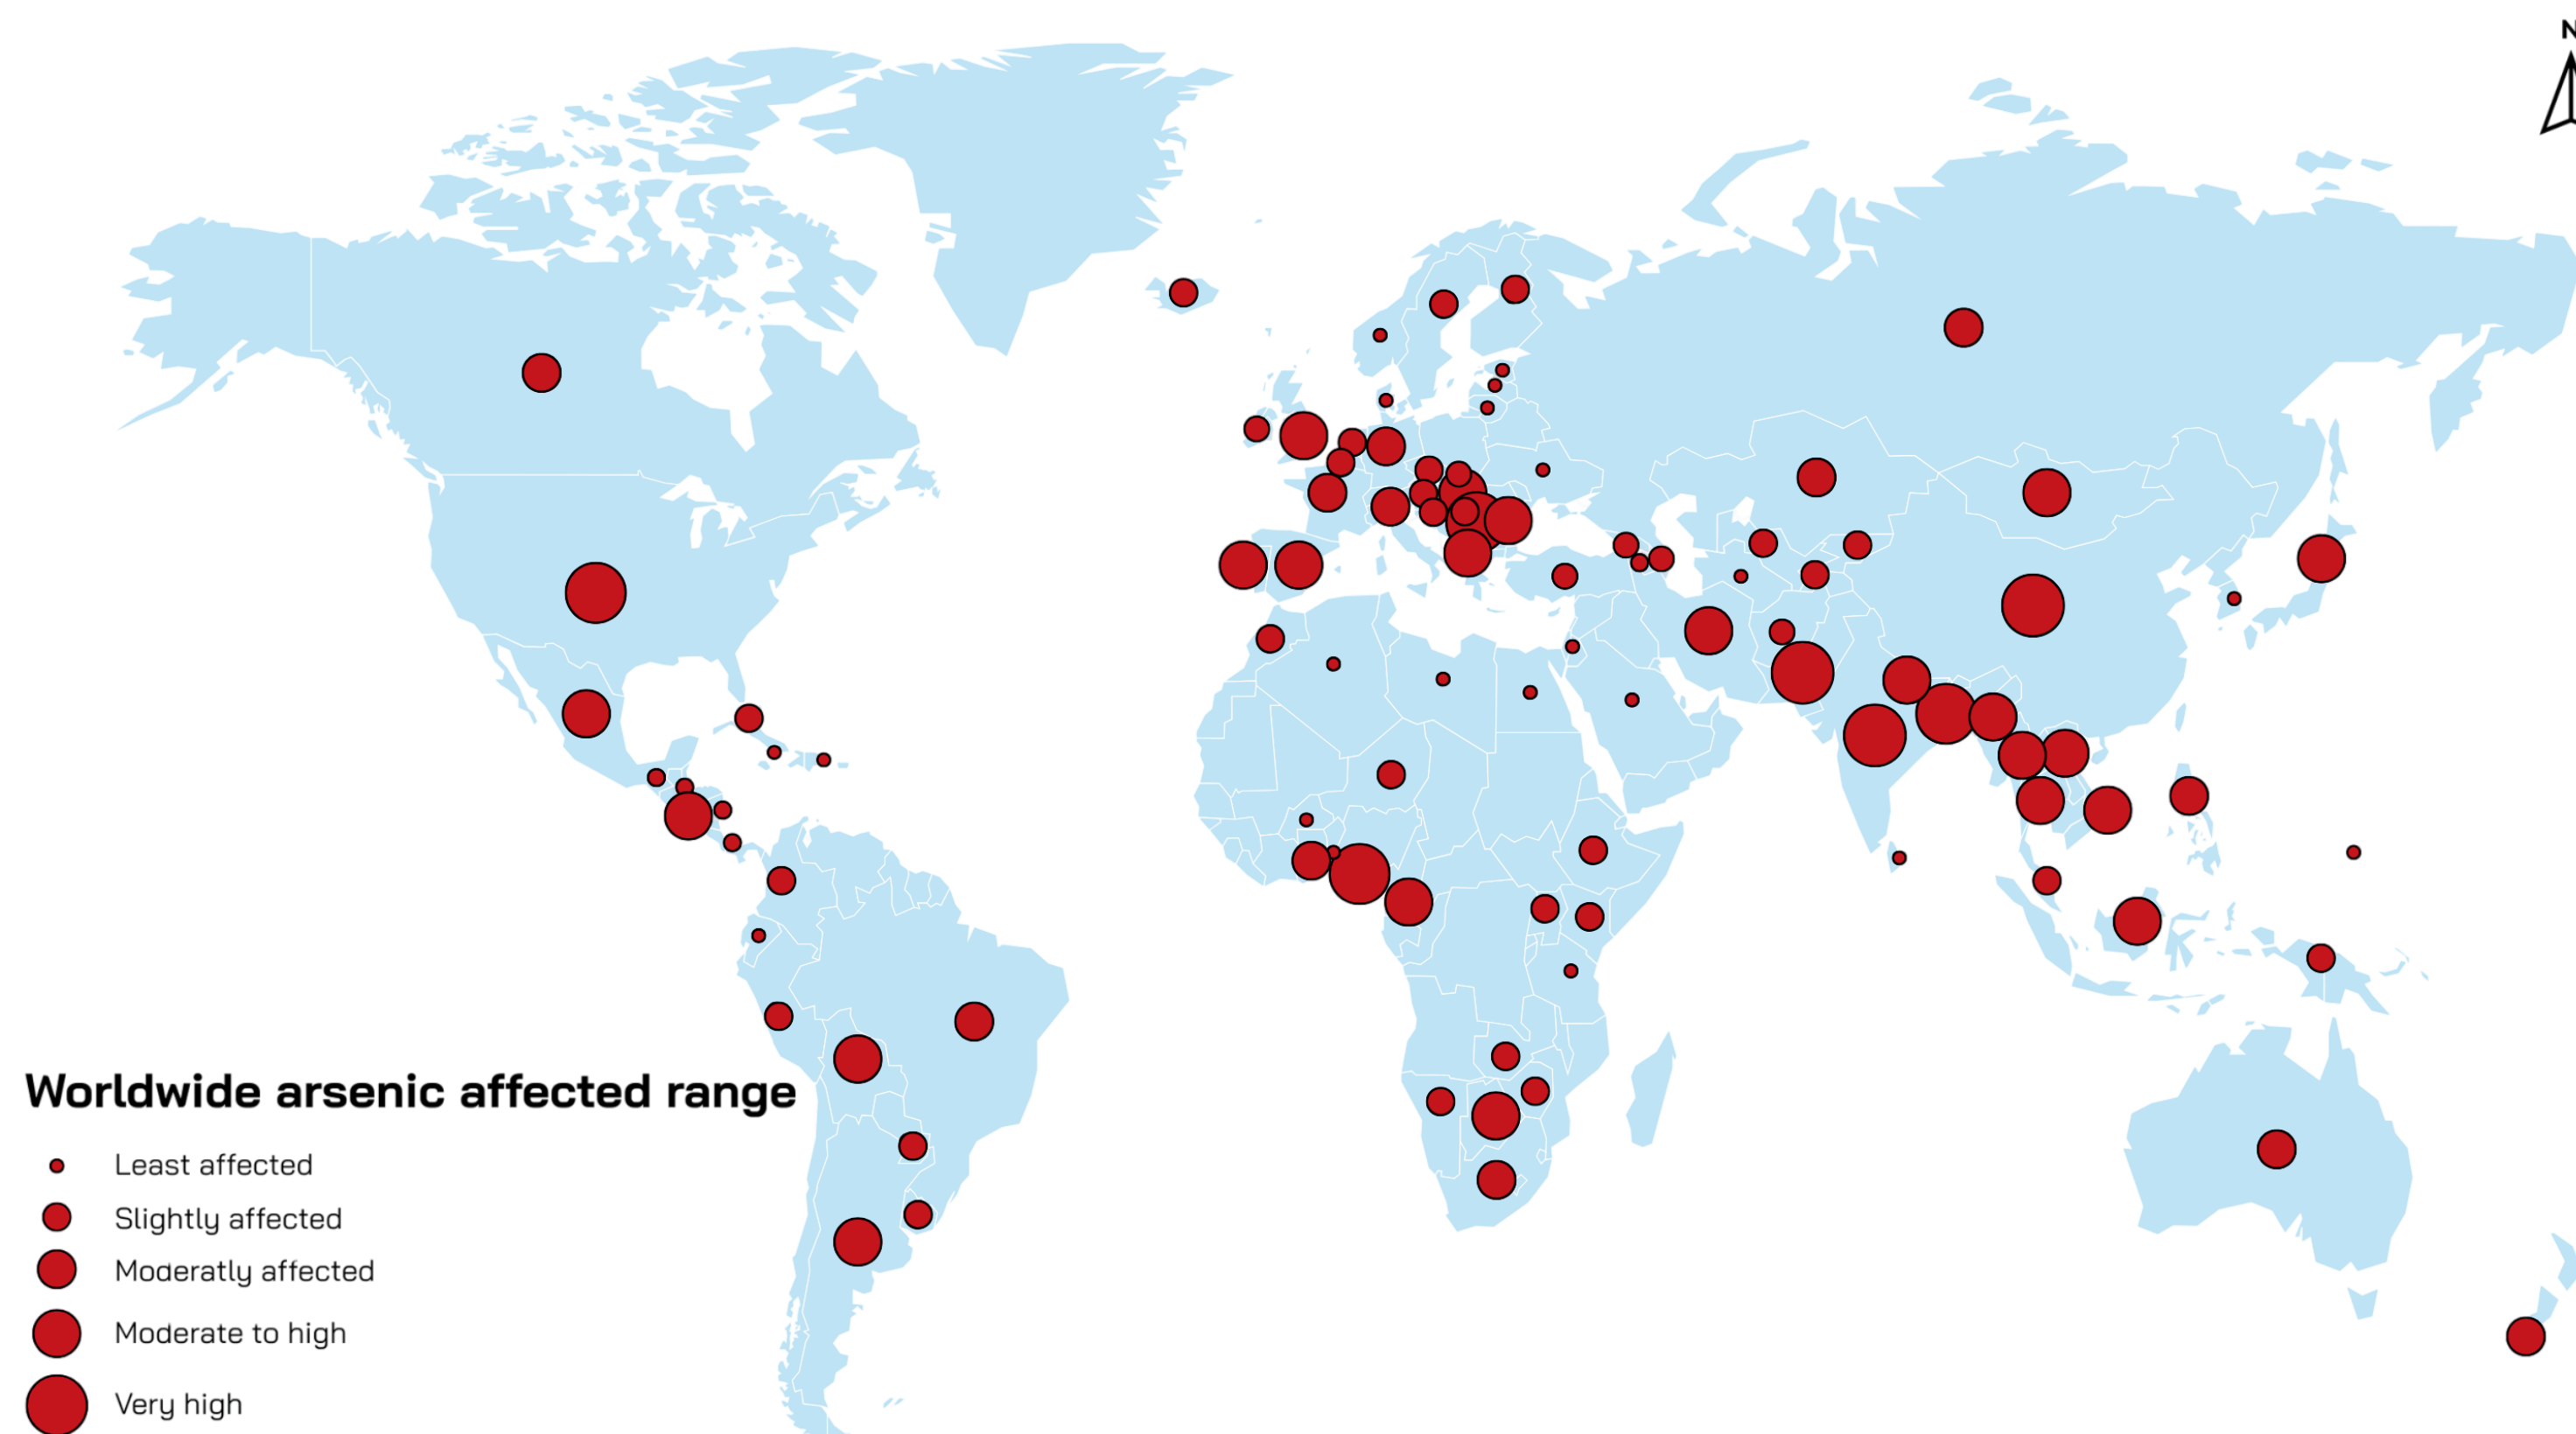 N
Worldwide arsenic affected range
Least affected
Slightly affected
Moderatly affected
Moderate to high
Very high